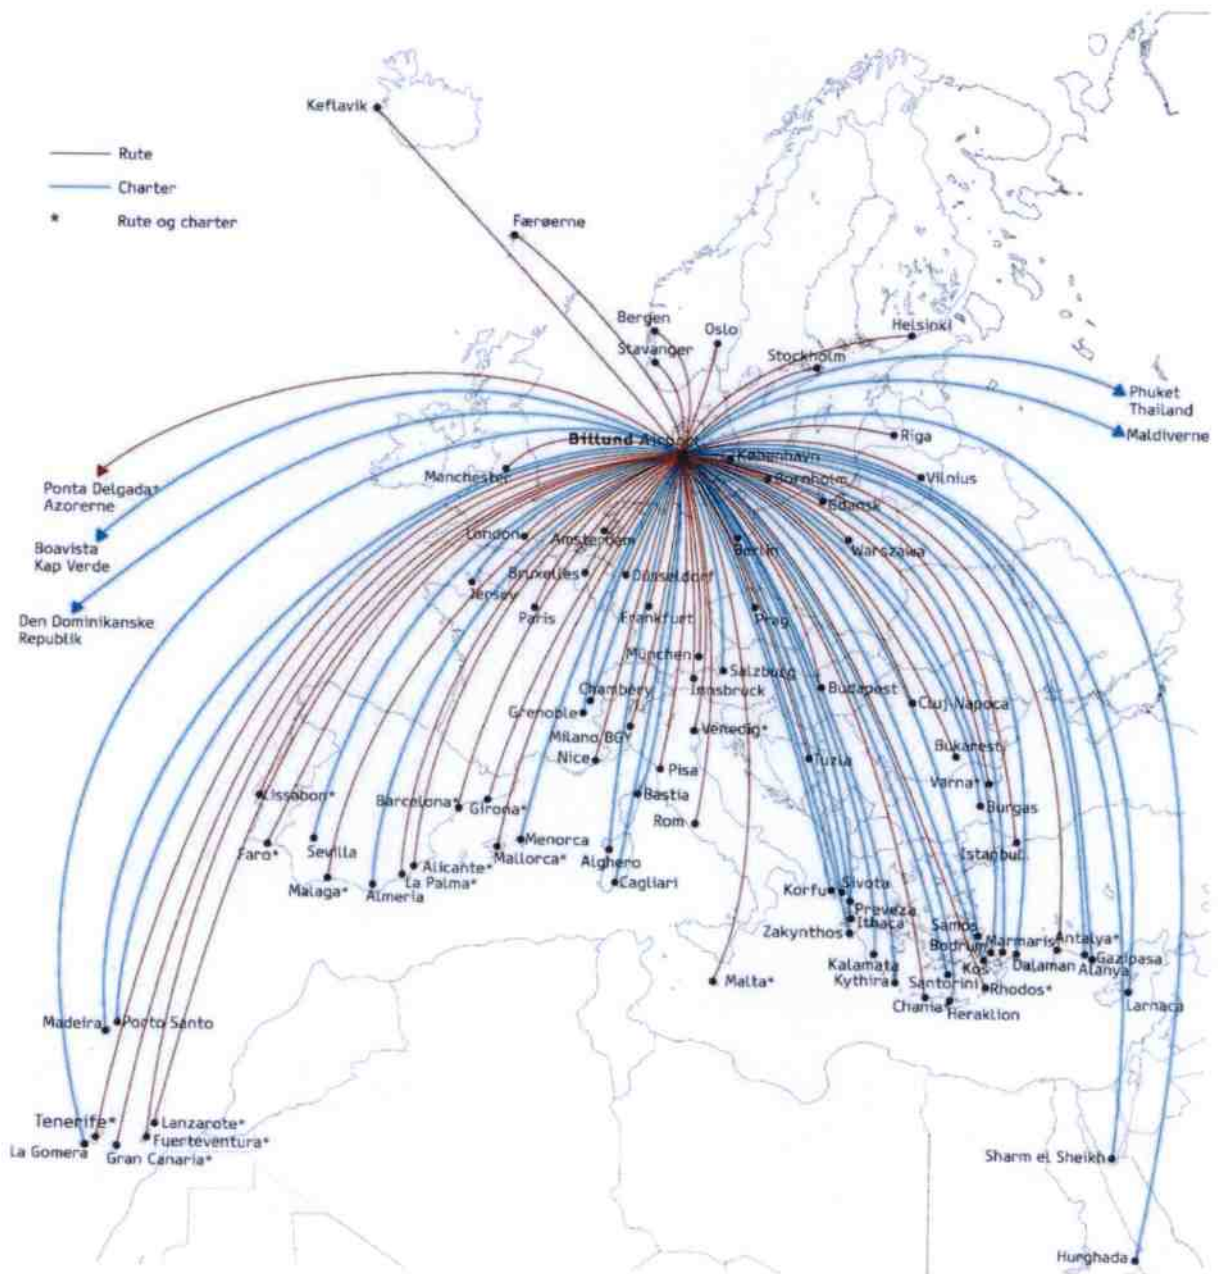 Keflavik
Rute
Charter
* Rute og charter
Færøerne
Bergen
Oslo
Helsinki
Stavanger
Stockholm
Phuket
Thailand
Maldiverne
Billund Airport
Riga
København
Manchester
Bornholm
Vilnius
Ponta Delgada*
Azorerne
Gdansk
London
Amsterdam
Berlin
Warszawa
Boavista
Kap Verde
Bruxelles
Düsseldorf
Jersey
Paris
Frankfurt
Prag
Den Dominikanske
Republik
München
Salzburg
Innsbruck
Chambéry
Budapest
Grenoble
Cluj-Napoca
Milano BGY
Venedig*
Bukarest
Nice
Pisa
Tuzla
Varna*
Lissabon*
Barcelona*
Girona*
Bastia
Burgas
Rom
Faro*
Sevilla
Menorca
Mallorca*
Alghero
Istanbul
Alicante*
La Palma*
Malaga*
Almeria
Cagliari
Korfu
Sivota
Preveza
Ithaca
Zakynthos
Samos
Bodrum
Marmaris
Antalya*
Kalamata
Kos
Dalaman
Alanya
Gazipasa
Kythira
Santorini
Rhodos*
Malta*
Chania
Heraklion
Larnaca
Madeira
Porto Santo
Tenerife*
Lanzarote*
Fuerteventura*
La Gomera
Gran Canaria*
Sharm el Sheikh
Hurghada